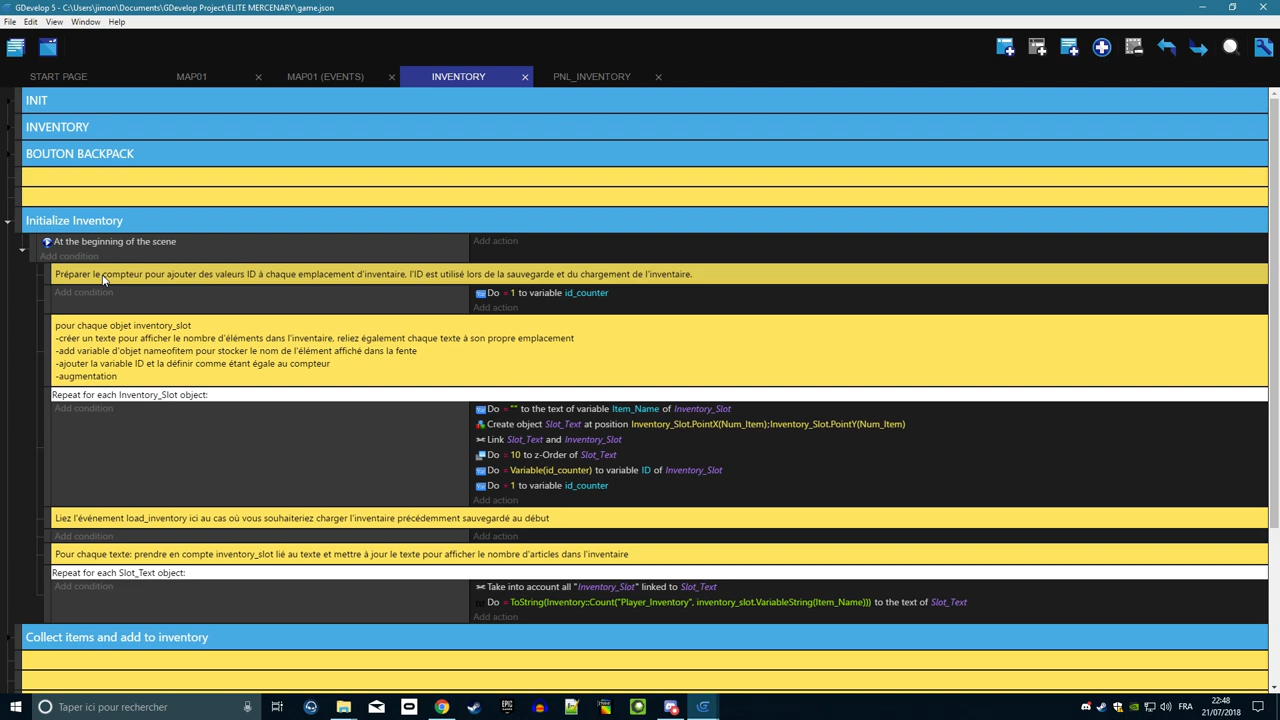 GDevelop 5 - C:\Users\jimon\Documents\GDevelop Project\ELITE MERCENARY\game.json
File Edit View Window Help
START PAGE MAP01 MAP01 (EVENTS) INVENTORY PNL_INVENTORY
INIT
INVENTORY
BOUTON BACKPACK
Initialize Inventory
At the beginning of the scene Add action
Add condition
Préparer le compteur pour ajouter des valeurs ID à chaque emplacement d'inventaire, l'ID est utilisé lors de la sauvegarde et du chargement de l'inventaire.
Add condition Do = 1 to variable id_counter
Add action
pour chaque objet inventory_slot
-créer un texte pour afficher le nombre d'éléments dans l'inventaire, reliez également chaque texte à son propre emplacement
-add variable d'objet nameofitem pour stocker le nom de l'élément affiché dans la fente
-ajouter la variable ID et la définir comme étant égale au compteur
-augmentation
Repeat for each Inventory_Slot object:
Add condition Do = "" to the text of variable Item_Name of Inventory_Slot
Create object Slot_Text at position Inventory_Slot.PointX(Num_Item);Inventory_Slot.PointY(Num_Item)
Link Slot_Text and Inventory_Slot
Do = 10 to z-Order of Slot_Text
Do = Variable(id_counter) to variable ID of Inventory_Slot
Do = 1 to variable id_counter
Add action
Liez l'événement load_inventory ici au cas où vous souhaiteriez charger l'inventaire précédemment sauvegardé au début
Add condition Add action
Pour chaque texte: prendre en compte inventory_slot lié au texte et mettre à jour le texte pour afficher le nombre d'articles dans l'inventaire
Repeat for each Slot_Text object:
Add condition Take into account all "Inventory_Slot" linked to Slot_Text
Do = ToString(Inventory::Count("Player_Inventory", inventory_slot.VariableString(Item_Name))) to the text of Slot_Text
Add action
Collect items and add to inventory
Taper ici pour rechercher
FRA
22:48
21/07/2018